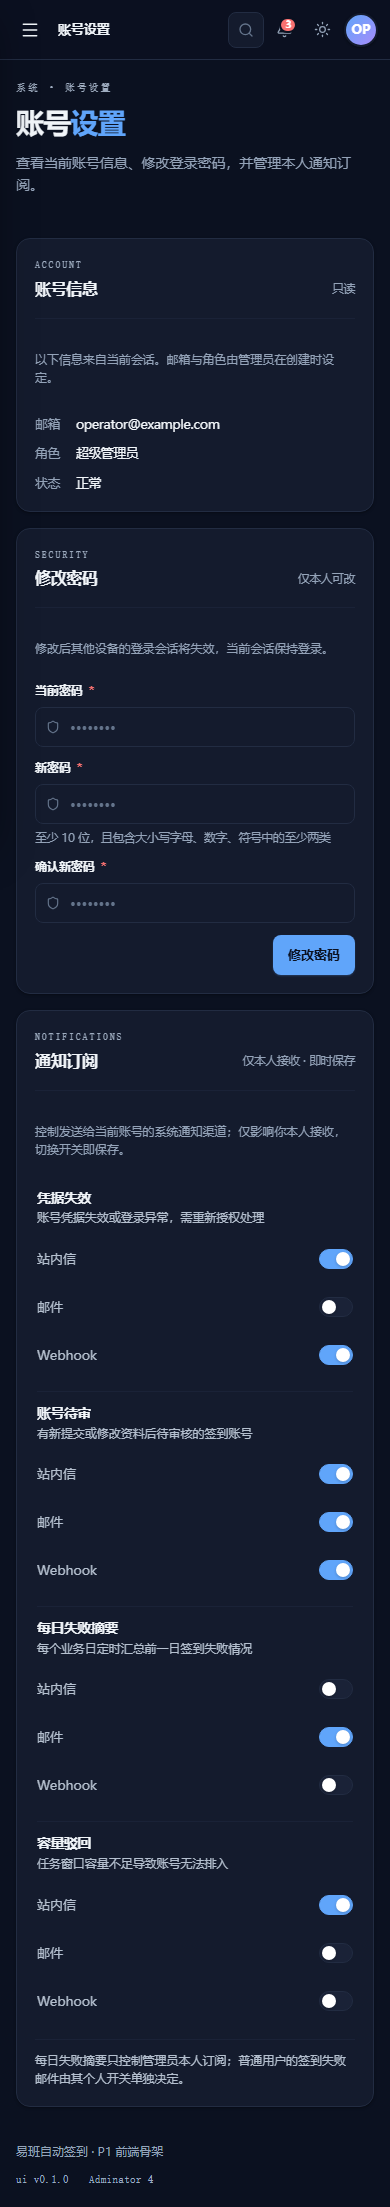 账号设置
3
OP
系统 • 账号设置
账号设置
查看当前账号信息、修改登录密码，并管理本人通知订
阅。
ACCOUNT
账号信息
只读
以下信息来自当前会话。邮箱与角色由管理员在创建时设
定。
邮箱 operator@example.com
角色 超级管理员
状态 正常
SECURITY
修改密码
仅本人可改
修改后其他设备的登录会话将失效，当前会话保持登录。
当前密码 *
••••••••
新密码 *
••••••••
至少 10 位，且包含大小写字母、数字、符号中的至少两类
确认新密码 *
••••••••
修改密码
NOTIFICATIONS
通知订阅
仅本人接收 · 即时保存
控制发送给当前账号的系统通知渠道；仅影响你本人接收，
切换开关即保存。
凭据失效
账号凭据失效或登录异常，需重新授权处理
站内信
邮件
Webhook
账号待审
有新提交或修改资料后待审核的签到账号
站内信
邮件
Webhook
每日失败摘要
每个业务日定时汇总前一日签到失败情况
站内信
邮件
Webhook
容量驳回
任务窗口容量不足导致账号无法排入
站内信
邮件
Webhook
每日失败摘要只控制管理员本人订阅；普通用户的签到失败
邮件由其个人开关单独决定。
易班自动签到 · P1 前端骨架
ui v0.1.0 Adminator 4